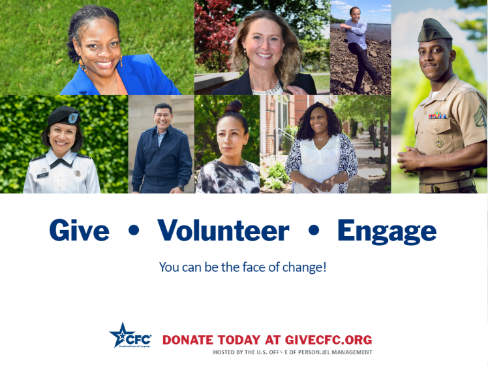 Give • Volunteer • Engage
You can be the face of change!
CFC
DONATE TODAY AT GIVECFC.ORG
HOSTED BY THE U.S. OFFICE OF PERSONNEL MANAGEMENT